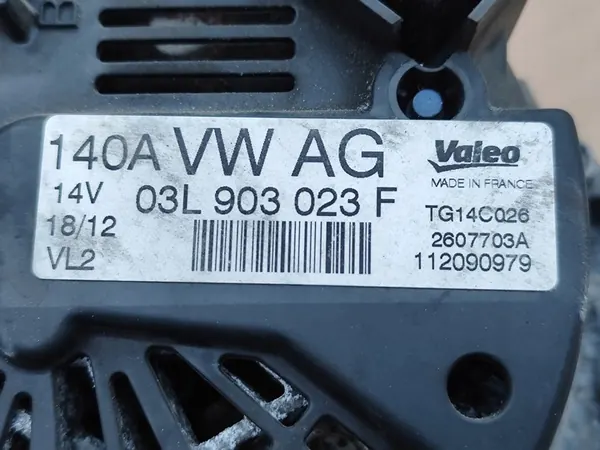 B
140A VW AG
14V
03L 903 023 F
18/12
VL2
Valeo
MADE IN FRANCE
TG14C026
2607703A
112090979